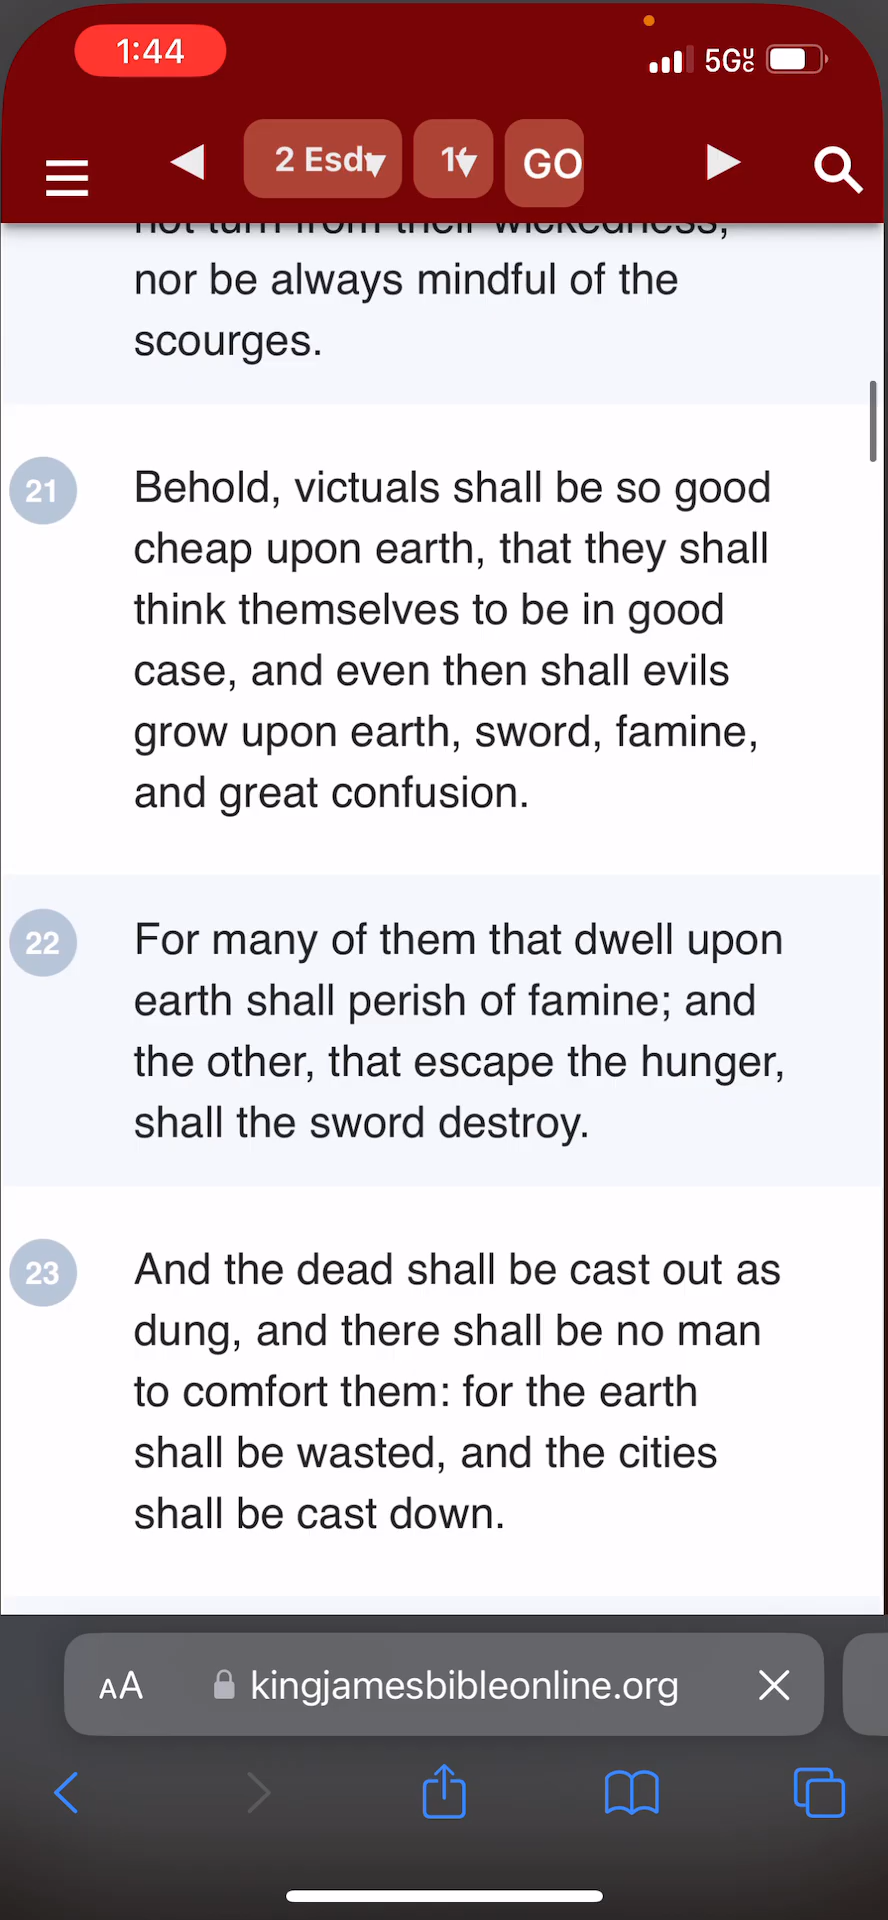 1:44
5G
2 Esd
GO
not turn from their wickedness,
nor be always mindful of the
scourges.
21
Behold, victuals shall be so good
cheap upon earth, that they shall
think themselves to be in good
case, and even then shall evils
grow upon earth, sword, famine,
and great confusion.
22
For many of them that dwell upon
earth shall perish of famine; and
the other, that escape the hunger,
shall the sword destroy.
23
And the dead shall be cast out as
dung, and there shall be no man
to comfort them: for the earth
shall be wasted, and the cities
shall be cast down.
AA kingjamesbibleonline.org